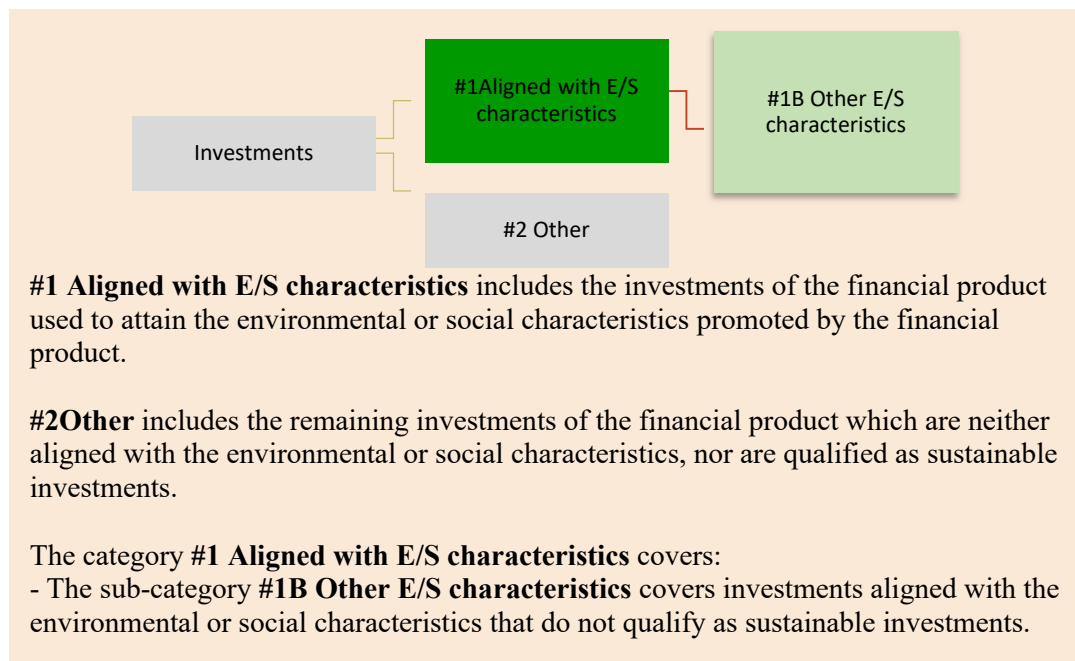 #1Aligned with E/S
characteristics
#1B Other E/S
characteristics
Investments
#2 Other
#1 Aligned with E/S characteristics includes the investments of the financial product
used to attain the environmental or social characteristics promoted by the financial
product.
#2Other includes the remaining investments of the financial product which are neither
aligned with the environmental or social characteristics, nor are qualified as sustainable
investments.
The category #1 Aligned with E/S characteristics covers:
- The sub-category #1B Other E/S characteristics covers investments aligned with the
environmental or social characteristics that do not qualify as sustainable investments.